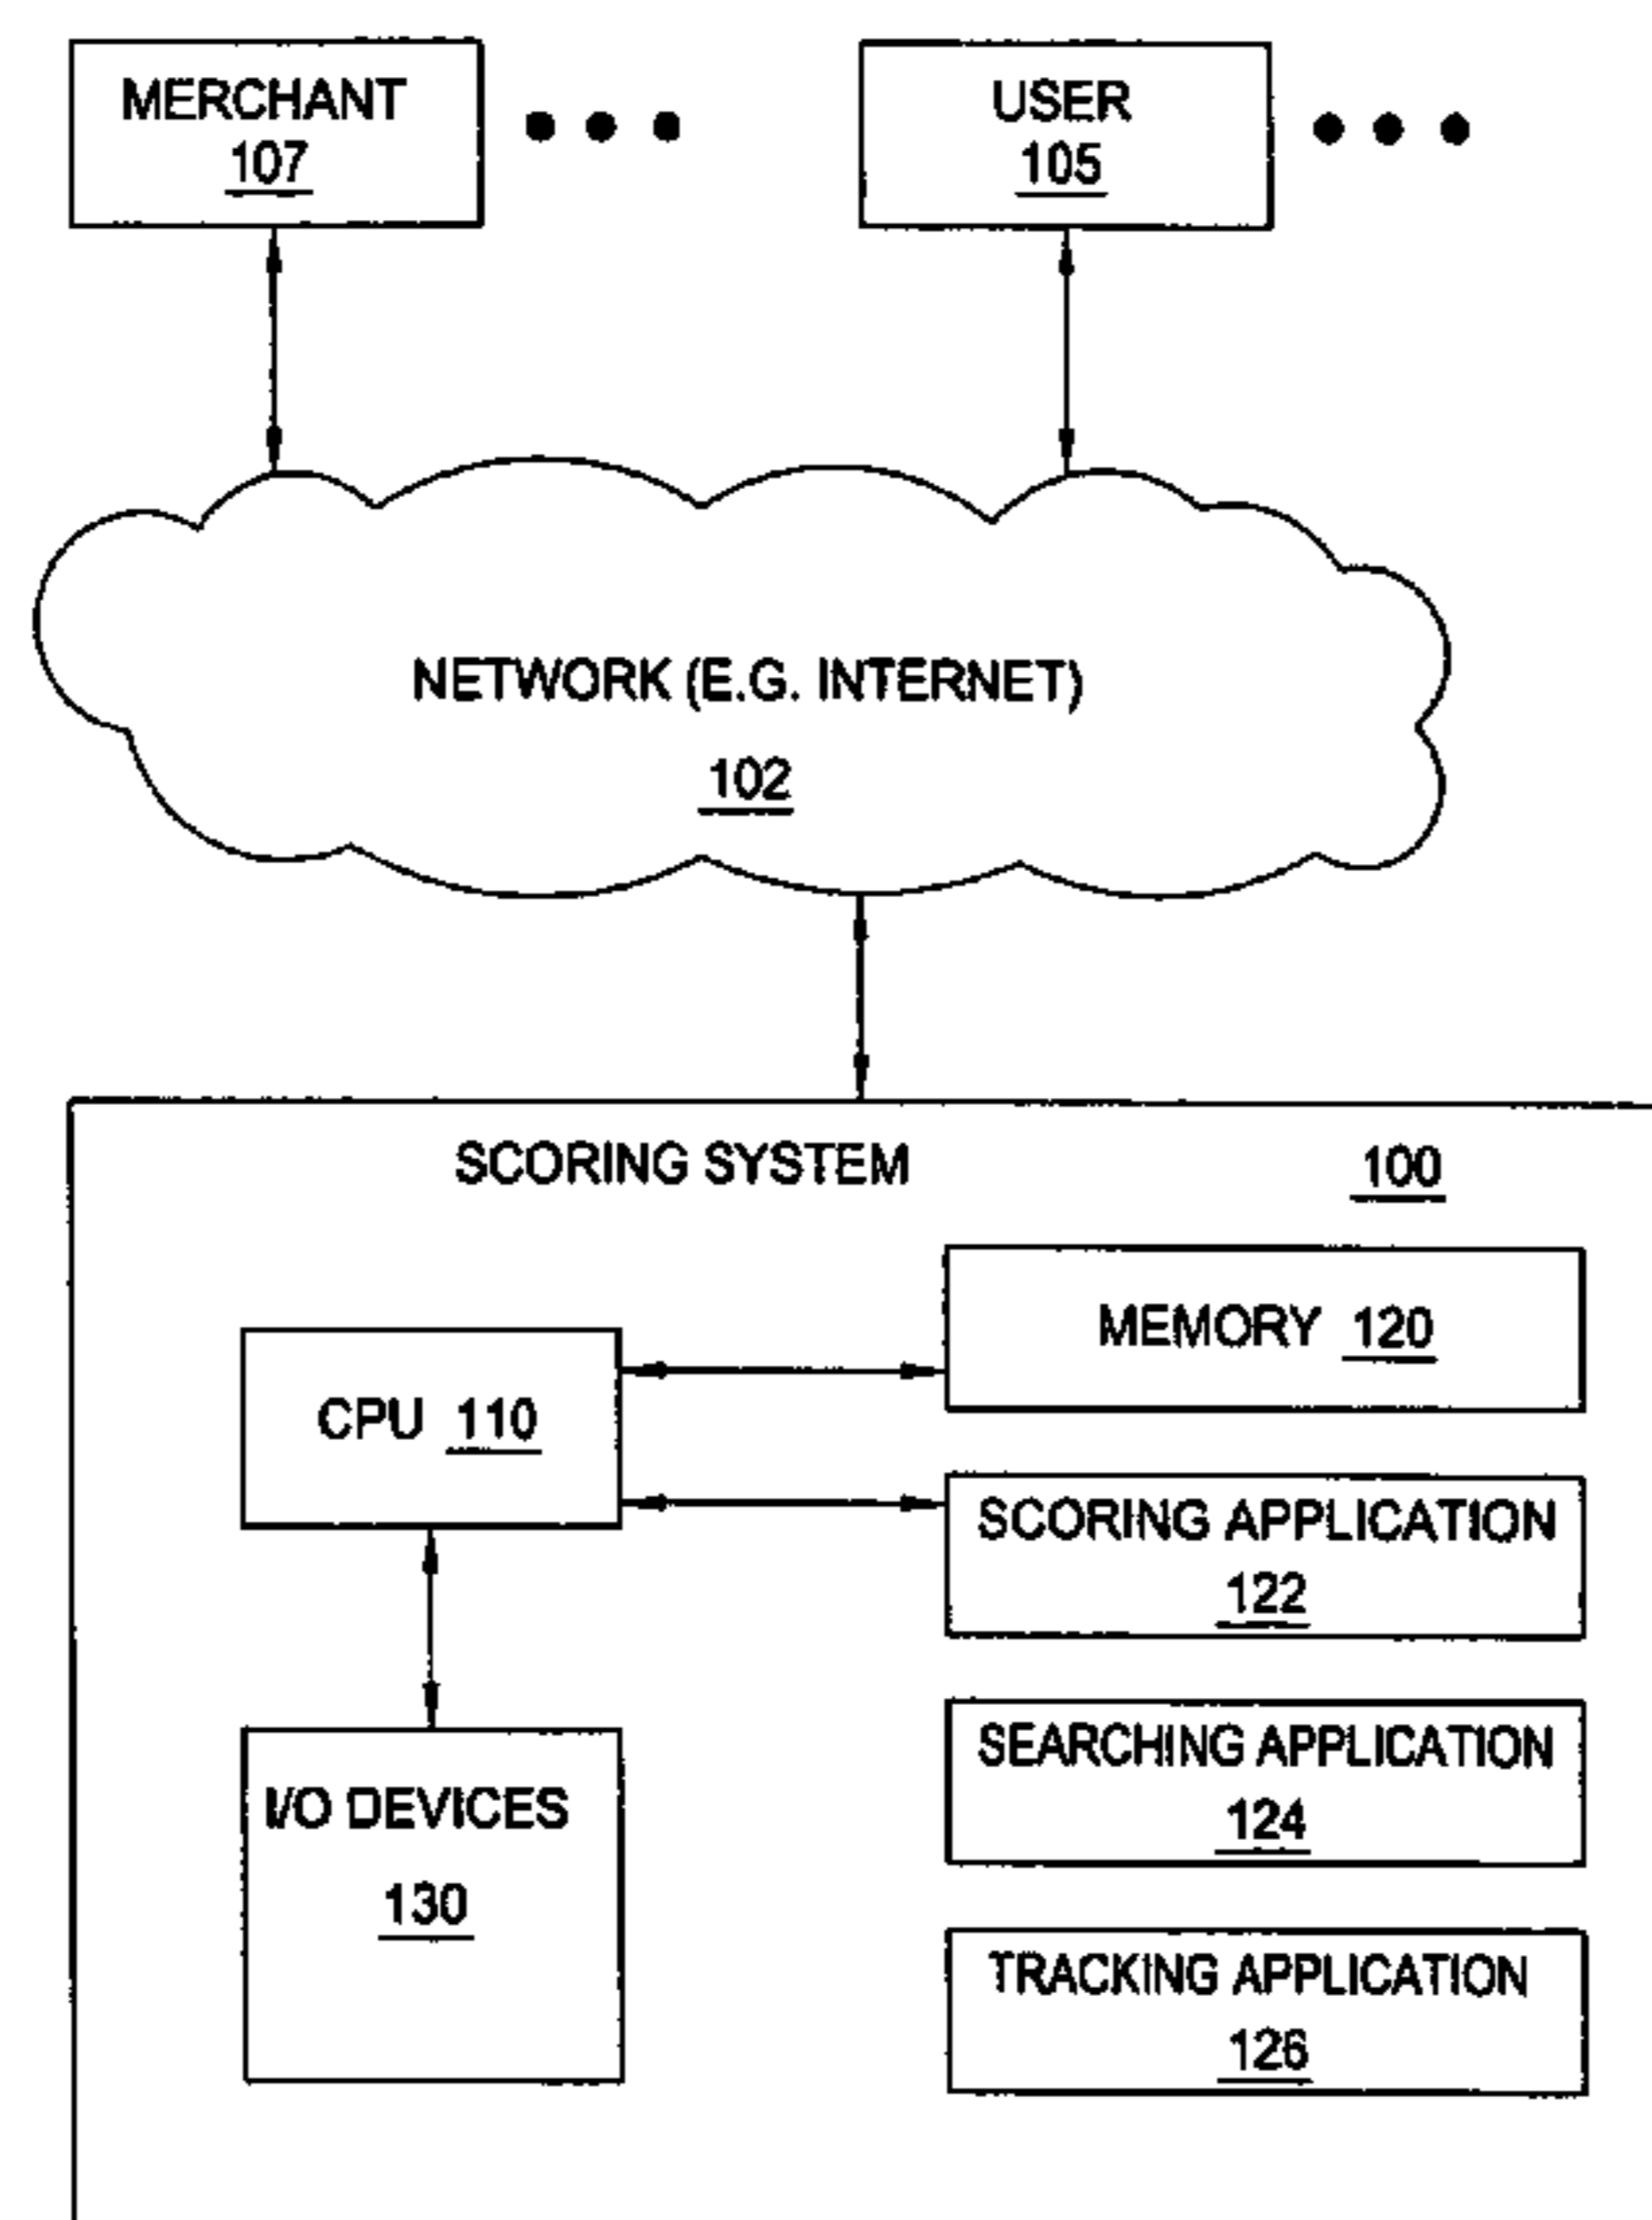 MERCHANT
107
USER
105
NETWORK (E.G. INTERNET)
102
SCORING SYSTEM 100
MEMORY 120
CPU 110
SCORING APPLICATION
122
SEARCHING APPLICATION
124
I/O DEVICES
130
TRACKING APPLICATION
126